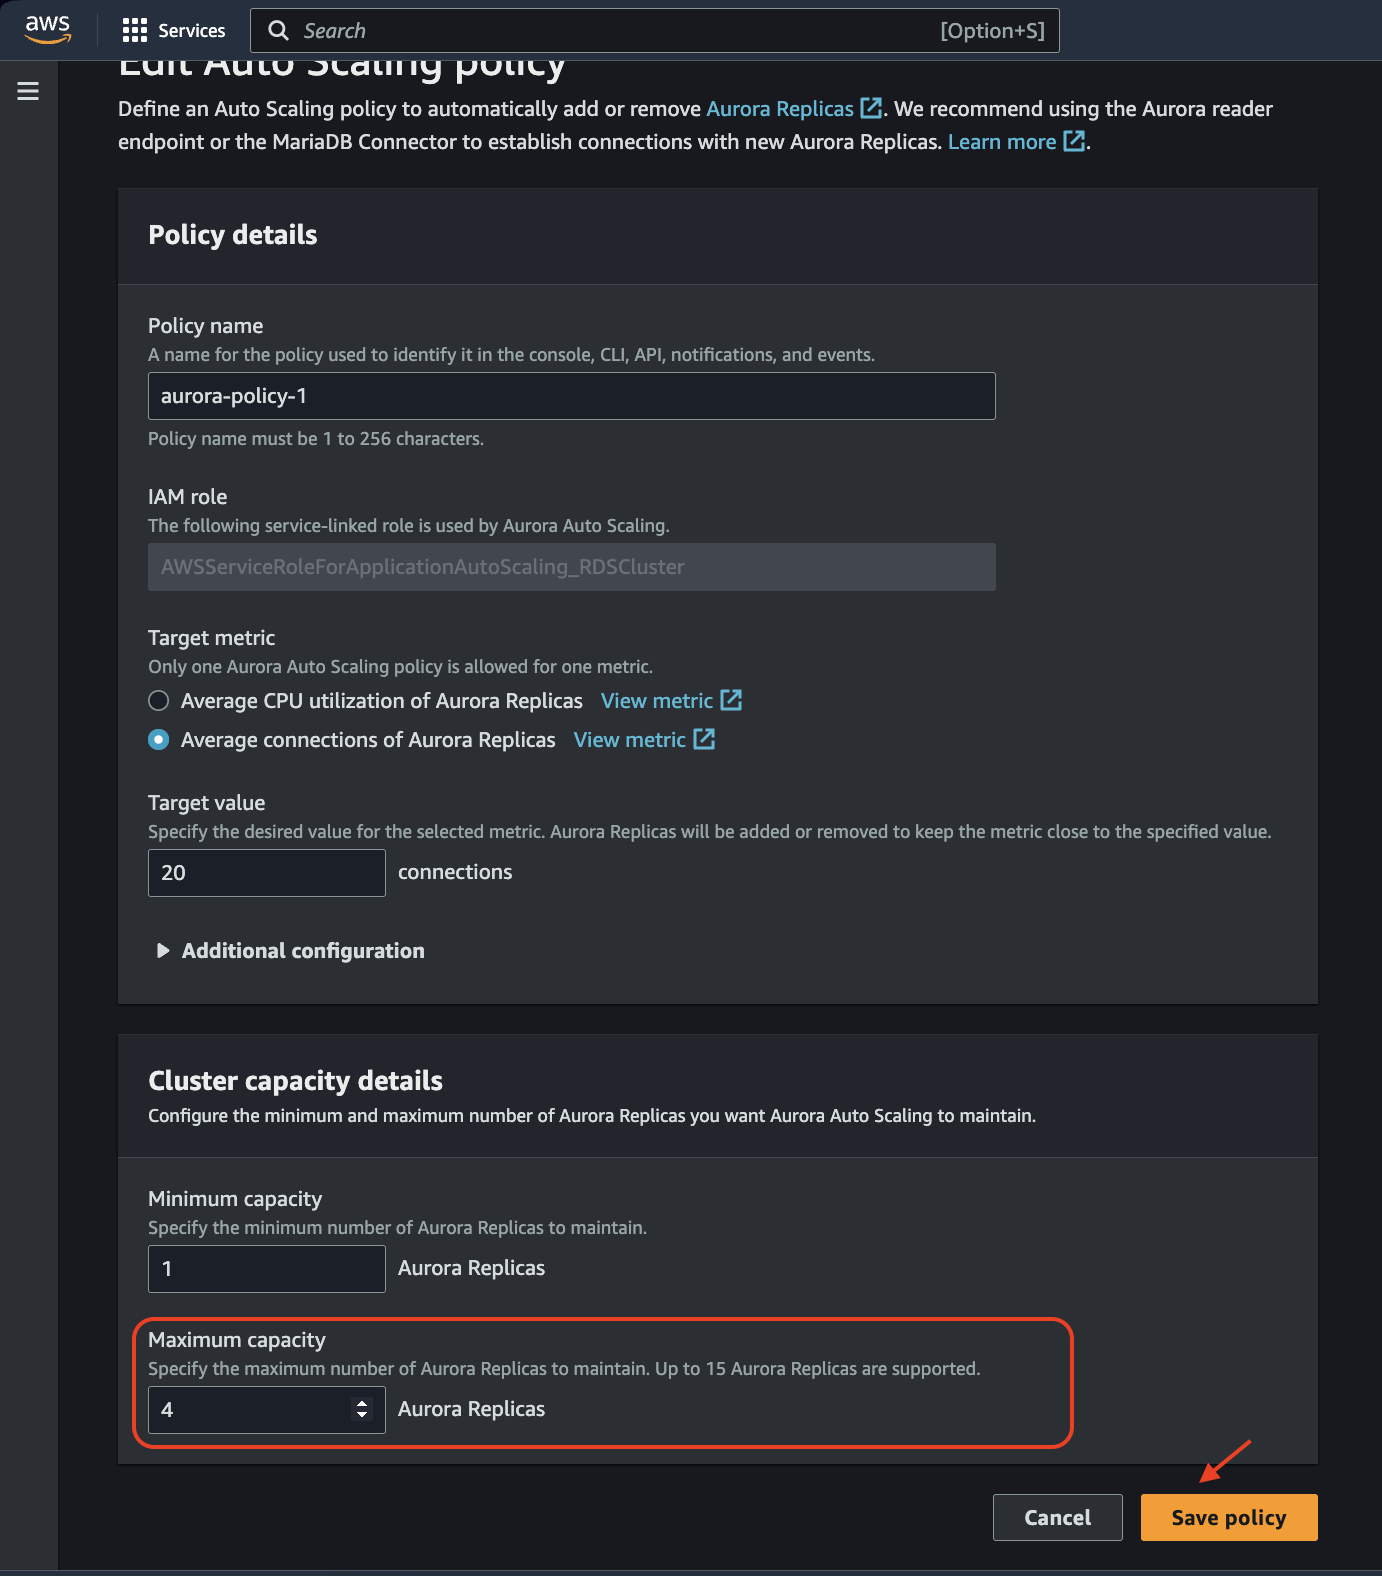 aws
Services
Search
[Option+S]
Edit Auto Scaling policy
Define an Auto Scaling policy to automatically add or remove Aurora Replicas. We recommend using the Aurora reader
endpoint or the MariaDB Connector to establish connections with new Aurora Replicas. Learn more.
Policy details
Policy name
A name for the policy used to identify it in the console, CLI, API, notifications, and events.
aurora-policy-1
Policy name must be 1 to 256 characters.
IAM role
The following service-linked role is used by Aurora Auto Scaling.
AWSServiceRoleForApplicationAutoScaling_RDSCluster
Target metric
Only one Aurora Auto Scaling policy is allowed for one metric.
Average CPU utilization of Aurora Replicas View metric
Average connections of Aurora Replicas View metric
Target value
Specify the desired value for the selected metric. Aurora Replicas will be added or removed to keep the metric close to the specified value.
20 connections
Additional configuration
Cluster capacity details
Configure the minimum and maximum number of Aurora Replicas you want Aurora Auto Scaling to maintain.
Minimum capacity
Specify the minimum number of Aurora Replicas to maintain.
1 Aurora Replicas
Maximum capacity
Specify the maximum number of Aurora Replicas to maintain. Up to 15 Aurora Replicas are supported.
4 Aurora Replicas
Cancel
Save policy